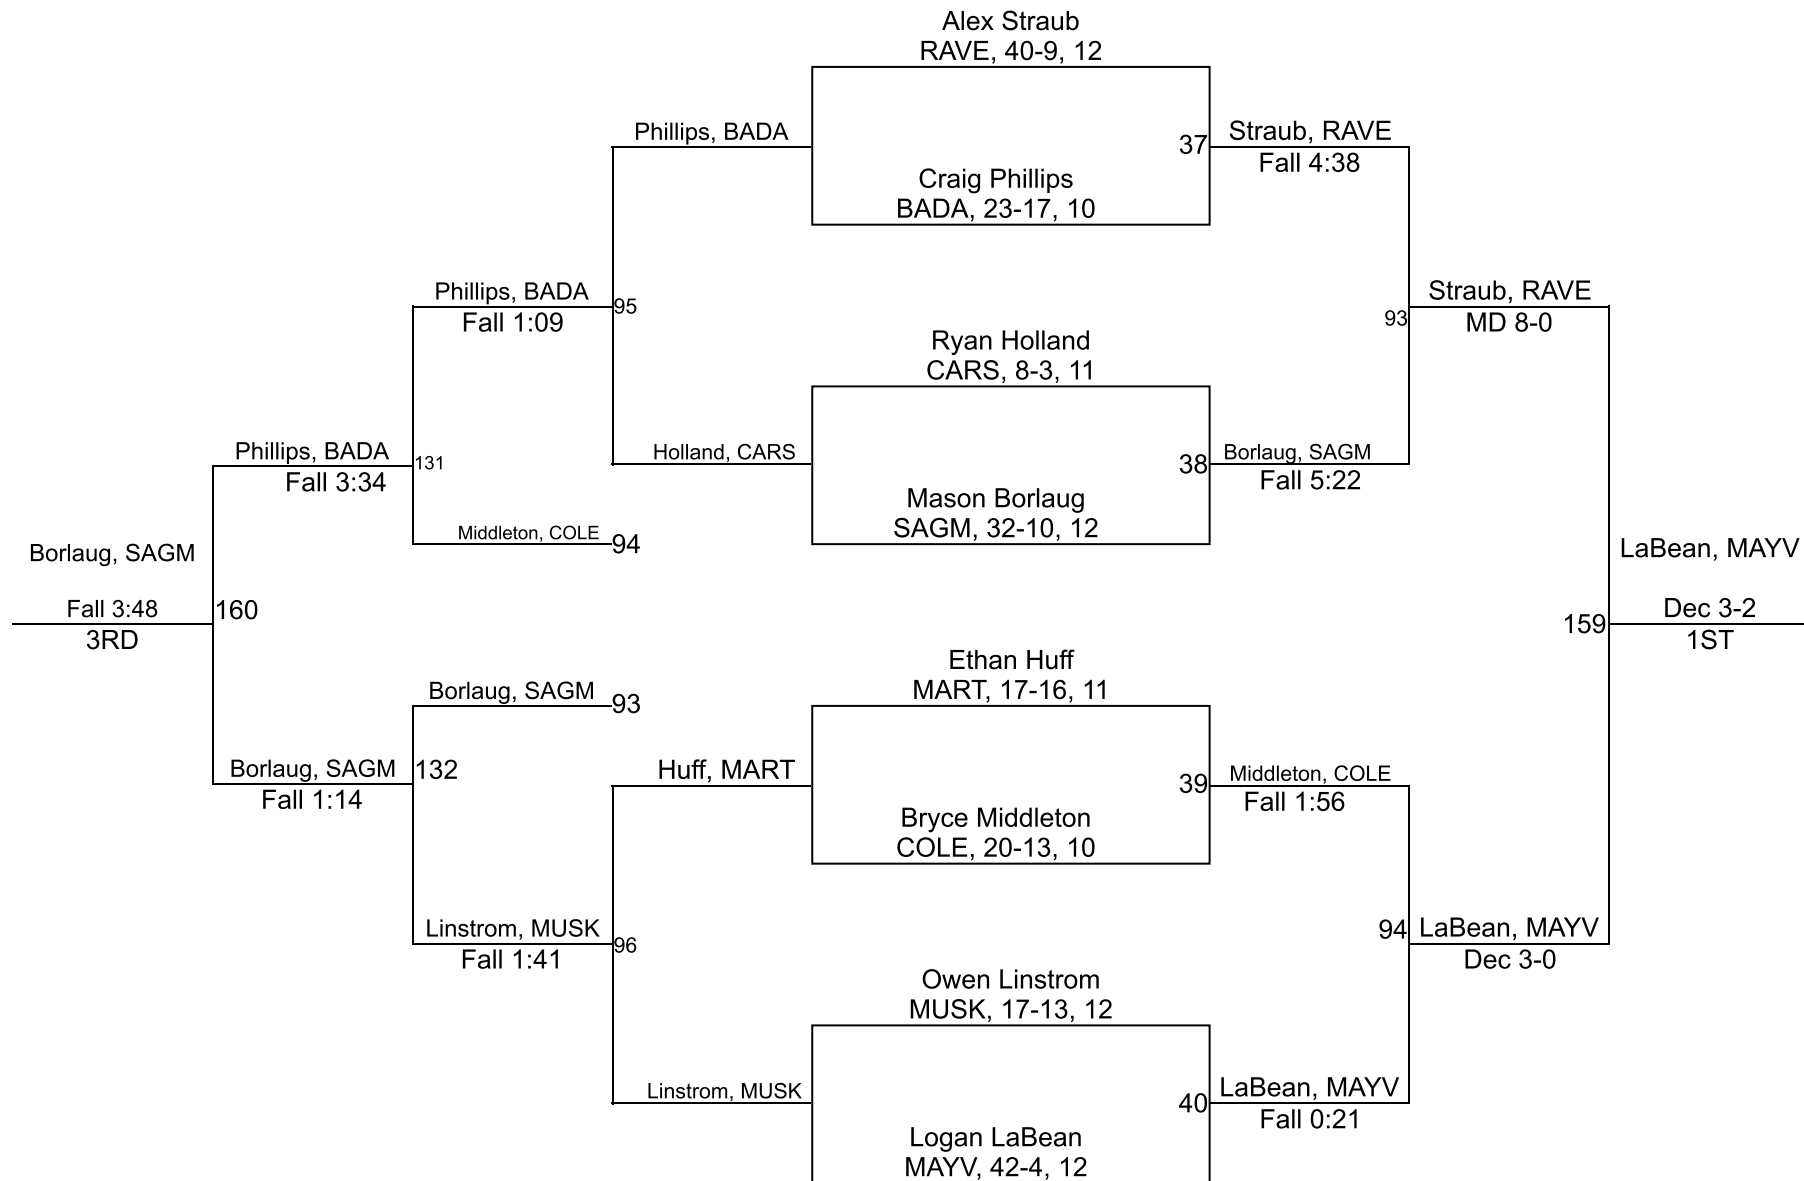 Alex Straub
RAVE, 40-9, 12
Phillips, BADA
37
Straub, RAVE
Fall 4:38
Craig Phillips
BADA, 23-17, 10
Phillips, BADA
Fall 1:09
95
Straub, RAVE
MD 8-0
93
Ryan Holland
CARS, 8-3, 11
Phillips, BADA
Fall 3:34
131
Holland, CARS
38
Borlaug, SAGM
Fall 5:22
Mason Borlaug
SAGM, 32-10, 12
Middleton, COLE
94
Borlaug, SAGM
Fall 3:48
3RD
160
LaBean, MAYV
159
Dec 3-2
1ST
Ethan Huff
MART, 17-16, 11
Borlaug, SAGM
93
Borlaug, SAGM
Fall 1:14
132
Huff, MART
39
Middleton, COLE
Fall 1:56
Bryce Middleton
COLE, 20-13, 10
Linstrom, MUSK
Fall 1:41
96
94
LaBean, MAYV
Dec 3-0
Owen Linstrom
MUSK, 17-13, 12
Linstrom, MUSK
40
LaBean, MAYV
Fall 0:21
Logan LaBean
MAYV, 42-4, 12